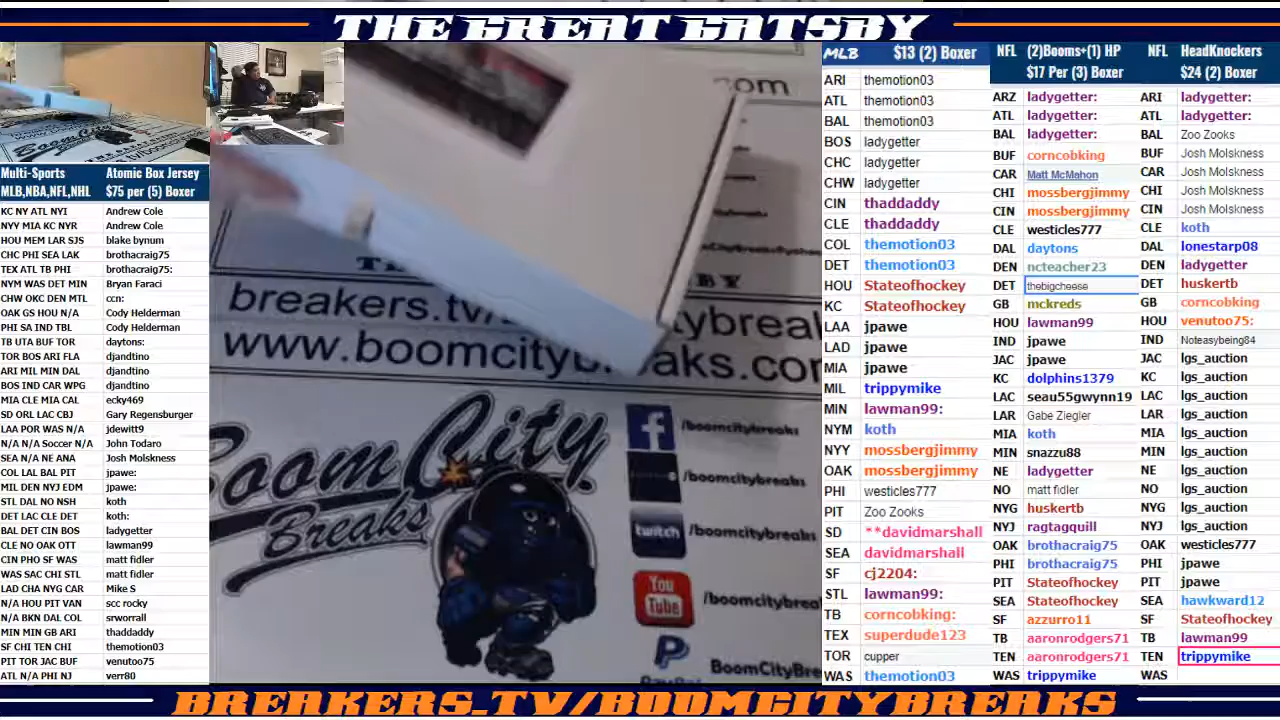 THE GREAT GATSBY
Multi-Sports Atomic Box Jersey
MLB,NBA,NFL,NHL $75 per (5) Boxer
KC NY ATL NYI Andrew Cole
NYY MIA KC NYR Andrew Cole
HOU MEM LAR SJS blake bynum
CHC PHI SEA LAK brothacraig75
TEX ATL TB PHI brothacraig75:
NYM WAS DET MIN Bryan Faraci
CHW OKC DEN MTL ccn:
OAK GS HOU N/A Cody Helderman
PHI SA IND TBL Cody Helderman
TB UTA BUF TOR daytons:
TOR BOS ARI FLA djandtino
ARI MIL MIN DAL djandtino
BOS IND CAR WPG djandtino
MIA CLE MIA CAL ecky469
SD ORL LAC CBJ Gary Regensburger
LAA POR WAS N/A jdewitt9
N/A N/A Soccer N/A John Todaro
SEA N/A NE ANA Josh Molskness
COL LAL BAL PIT jpawe:
MIL DEN NYJ EDM jpawe:
STL DAL NO NSH koth
DET LAC CLE DET koth:
BAL DET CIN BOS ladygetter
CLE NO OAK OTT lawman99
CIN PHO SF WAS matt fidler
WAS SAC CHI STL matt fidler
LAD CHA NYG CAR Mike S
N/A HOU PIT VAN scc rocky
N/A BKN DAL COL srworrall
MIN MIN GB ARI thaddaddy
SF CHI TEN CHI themotion03
PIT TOR JAC BUF venutoo75
ATL N/A PHI NJ verr80
om
breakers.tv/
tybreak
www.boomcityb
eaks.co
BoomCity
Breaks
/boomcitybreaks
/boomcitybreaks
twitch /boomcitybreaks
You Tube /boomcitybrea
BoomCityBre
MLB $13 (2) Boxer
ARI themotion03
ATL themotion03
BAL themotion03
BOS ladygetter
CHC ladygetter
CHW ladygetter
CIN thaddaddy
CLE thaddaddy
COL themotion03
DET themotion03
HOU Stateofhockey
KC Stateofhockey
LAA jpawe
LAD jpawe
MIA jpawe
MIL trippymike
MIN lawman99:
NYM koth
NYY mossbergjimmy
OAK mossbergjimmy
PHI westicles777
PIT Zoo Zooks
SD **davidmarshall
SEA davidmarshall
SF cj2204:
STL lawman99:
TB corncobking:
TEX superdude123
TOR cupper
WAS themotion03
NFL (2)Booms+(1) HP
$17 Per (3) Boxer
ARZ ladygetter:
ATL ladygetter:
BAL ladygetter:
BUF corncobking
CAR Matt McMahon
CHI mossbergjimmy
CIN mossbergjimmy
CLE westicles777
DAL daytons
DEN ncteacher23
DET thebigcheese
GB mckreds
HOU lawman99
IND jpawe
JAC jpawe
KC dolphins1379
LAC seau55gwynn19
LAR Gabe Ziegler
MIA koth
MIN snazzu88
NE ladygetter
NO matt fidler
NYG huskertb
NYJ ragtagquill
OAK brothacraig75
PHI brothacraig75
PIT Stateofhockey
SEA Stateofhockey
SF azzurro11
TB aaronrodgers71
TEN aaronrodgers71
WAS trippymike
NFL HeadKnockers
$24 (2) Boxer
ARI ladygetter:
ATL ladygetter:
BAL Zoo Zooks
BUF Josh Molskness
CAR Josh Molskness
CHI Josh Molskness
CIN Josh Molskness
CLE koth
DAL lonestarp08
DEN ladygetter
DET huskertb
GB corncobking
HOU venutoo75:
IND Noteasybeing84
JAC lgs_auction
KC lgs_auction
LAC lgs_auction
LAR lgs_auction
MIA lgs_auction
MIN lgs_auction
NE lgs_auction
NO lgs_auction
NYG lgs_auction
NYJ lgs_auction
OAK westicles777
PHI jpawe
PIT jpawe
SEA hawkward12
SF Stateofhockey
TB lawman99
TEN trippymike
WAS
BREAKERS.TV/BOOMCITYBREAKS